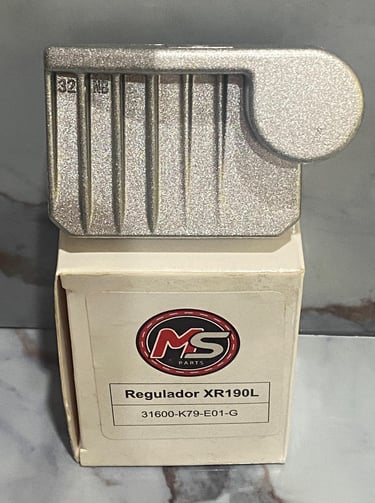 MS
PARTS
Regulador XR190L
31600-K79-E01-G